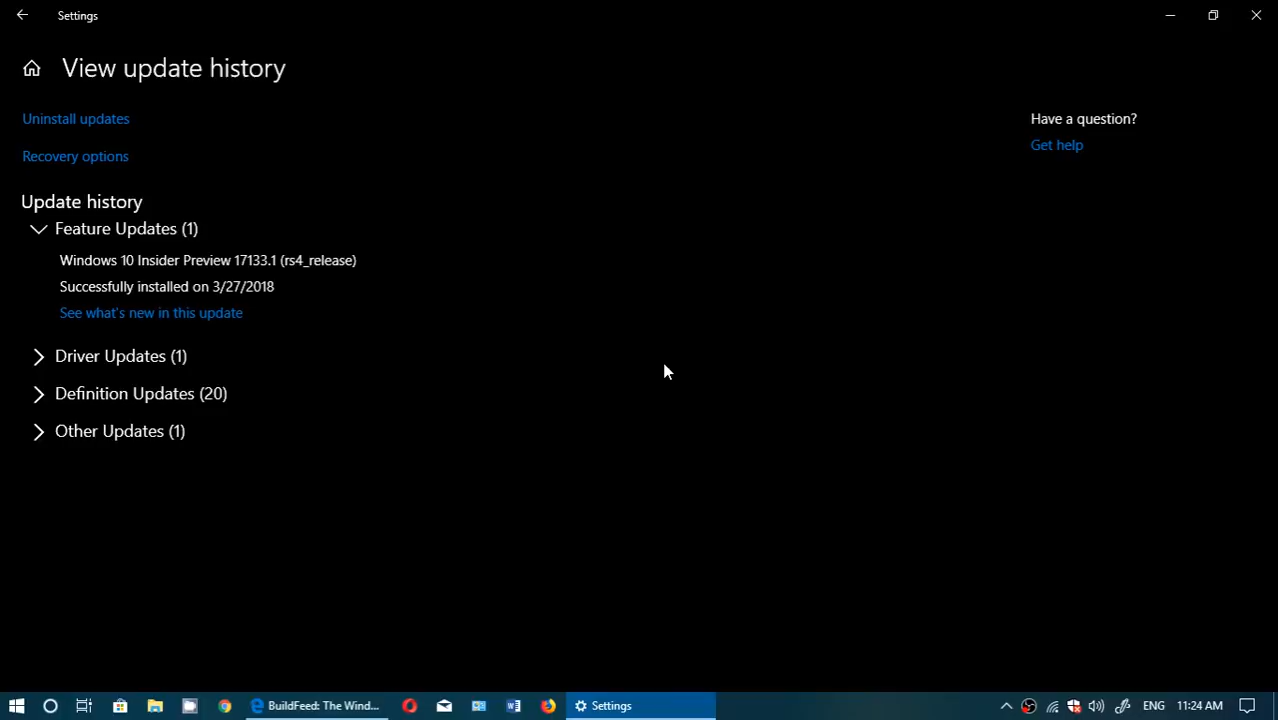 Settings
View update history
Uninstall updates
Have a question?
Get help
Recovery options
Update history
Feature Updates (1)
Windows 10 Insider Preview 17133.1 (rs4_release)
Successfully installed on 3/27/2018
See what's new in this update
Driver Updates (1)
Definition Updates (20)
Other Updates (1)
BuildFeed: The Wind...
Settings
ENG
11:24 AM